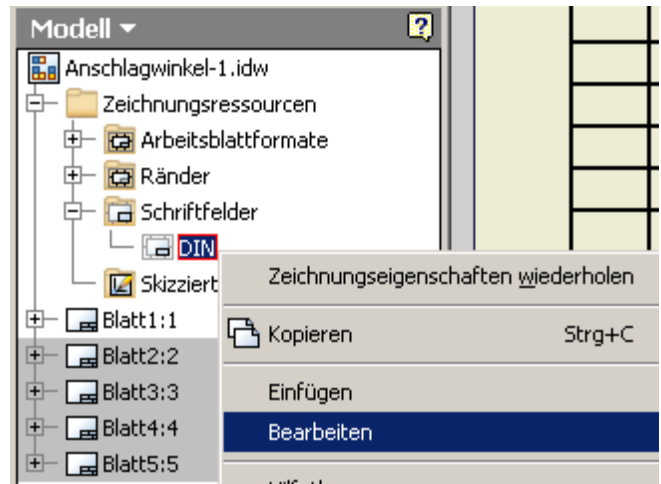 Modell
Anschlagwinkel-1.idw
Zeichnungsressourcen
Arbeitsblattformate
Ränder
Schriftfelder
DIN
Skizziert
Zeichnungseigenschaften wiederholen
Blatt1:1
Kopieren Strg+C
Blatt2:2
Blatt3:3
Einfügen
Blatt4:4
Bearbeiten
Blatt5:5